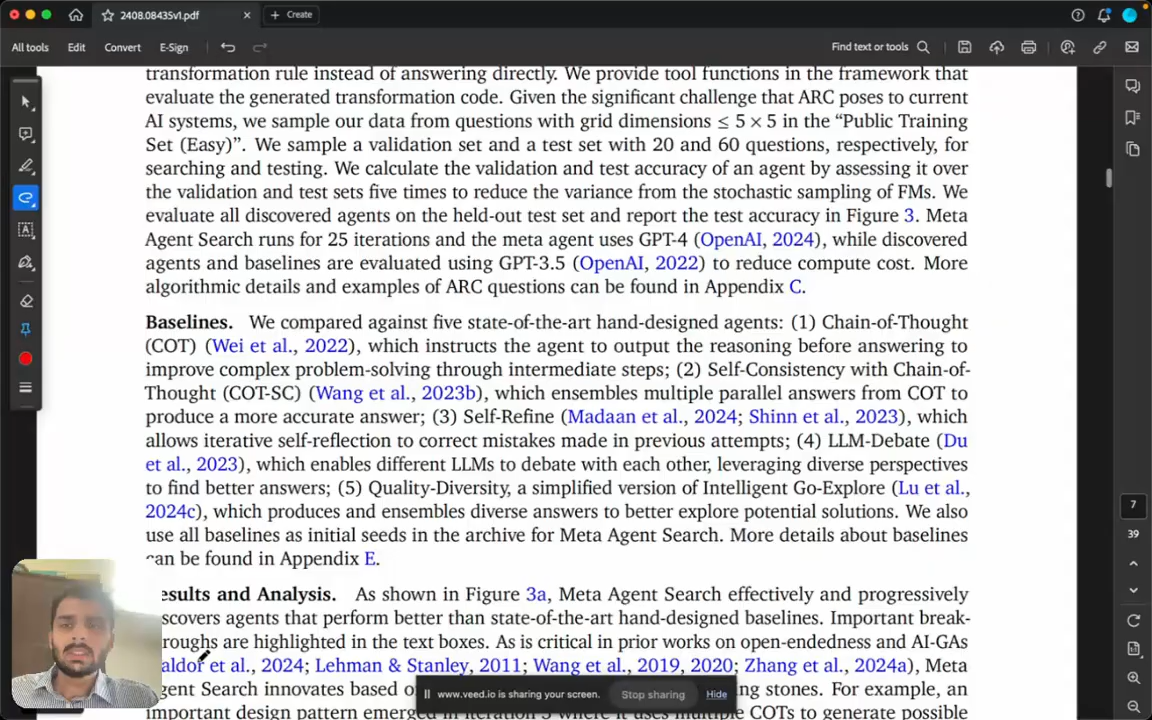 2408.08435v1.pdf
Create
All tools
Edit
Convert
E-Sign
Find text or tools
transformation rule instead of answering directly. We provide tool functions in the framework that
evaluate the generated transformation code. Given the significant challenge that ARC poses to current
AI systems, we sample our data from questions with grid dimensions ≤ 5 × 5 in the “Public Training
Set (Easy)”. We sample a validation set and a test set with 20 and 60 questions, respectively, for
searching and testing. We calculate the validation and test accuracy of an agent by assessing it over
the validation and test sets five times to reduce the variance from the stochastic sampling of FMs. We
evaluate all discovered agents on the held-out test set and report the test accuracy in Figure 3. Meta
Agent Search runs for 25 iterations and the meta agent uses GPT-4 (OpenAI, 2024), while discovered
agents and baselines are evaluated using GPT-3.5 (OpenAI, 2022) to reduce compute cost. More
algorithmic details and examples of ARC questions can be found in Appendix C.
Baselines. We compared against five state-of-the-art hand-designed agents: (1) Chain-of-Thought
(COT) (Wei et al., 2022), which instructs the agent to output the reasoning before answering to
improve complex problem-solving through intermediate steps; (2) Self-Consistency with Chain-of-
Thought (COT-SC) (Wang et al., 2023b), which ensembles multiple parallel answers from COT to
produce a more accurate answer; (3) Self-Refine (Madaan et al., 2024; Shinn et al., 2023), which
allows iterative self-reflection to correct mistakes made in previous attempts; (4) LLM-Debate (Du
et al., 2023), which enables different LLMs to debate with each other, leveraging diverse perspectives
to find better answers; (5) Quality-Diversity, a simplified version of Intelligent Go-Explore (Lu et al.,
2024c), which produces and ensembles diverse answers to better explore potential solutions. We also
use all baselines as initial seeds in the archive for Meta Agent Search. More details about baselines
can be found in Appendix E.
esults and Analysis. As shown in Figure 3a, Meta Agent Search effectively and progressively
scovers agents that perform better than state-of-the-art hand-designed baselines. Important break-
roughs are highlighted in the text boxes. As is critical in prior works on open-endedness and AI-GAs
aldor et al., 2024; Lehman & Stanley, 2011; Wang et al., 2019, 2020; Zhang et al., 2024a), Meta
gent Search innovates based o ng stones. For example, an
important design pattern emerged in iteration 3 where it uses multiple COTs to generate possible
7
39
www.veed.io is sharing your screen.
Stop sharing
Hide